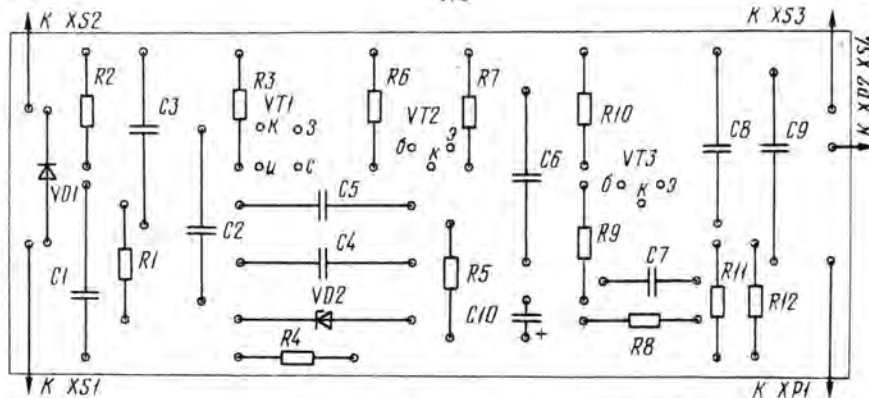 К XS2
К XS3
К XP2 XS4
R2
C3
R3
VT1
К
З
И
С
R6
VT2
б
э
к
R7
C6
R10
VT3
б
э
к
C8
C9
VD1
C5
C1
R1
C2
C4
R5
R9
C7
R11
R12
VD2
C10
+
R4
R8
К XS1
К XP1